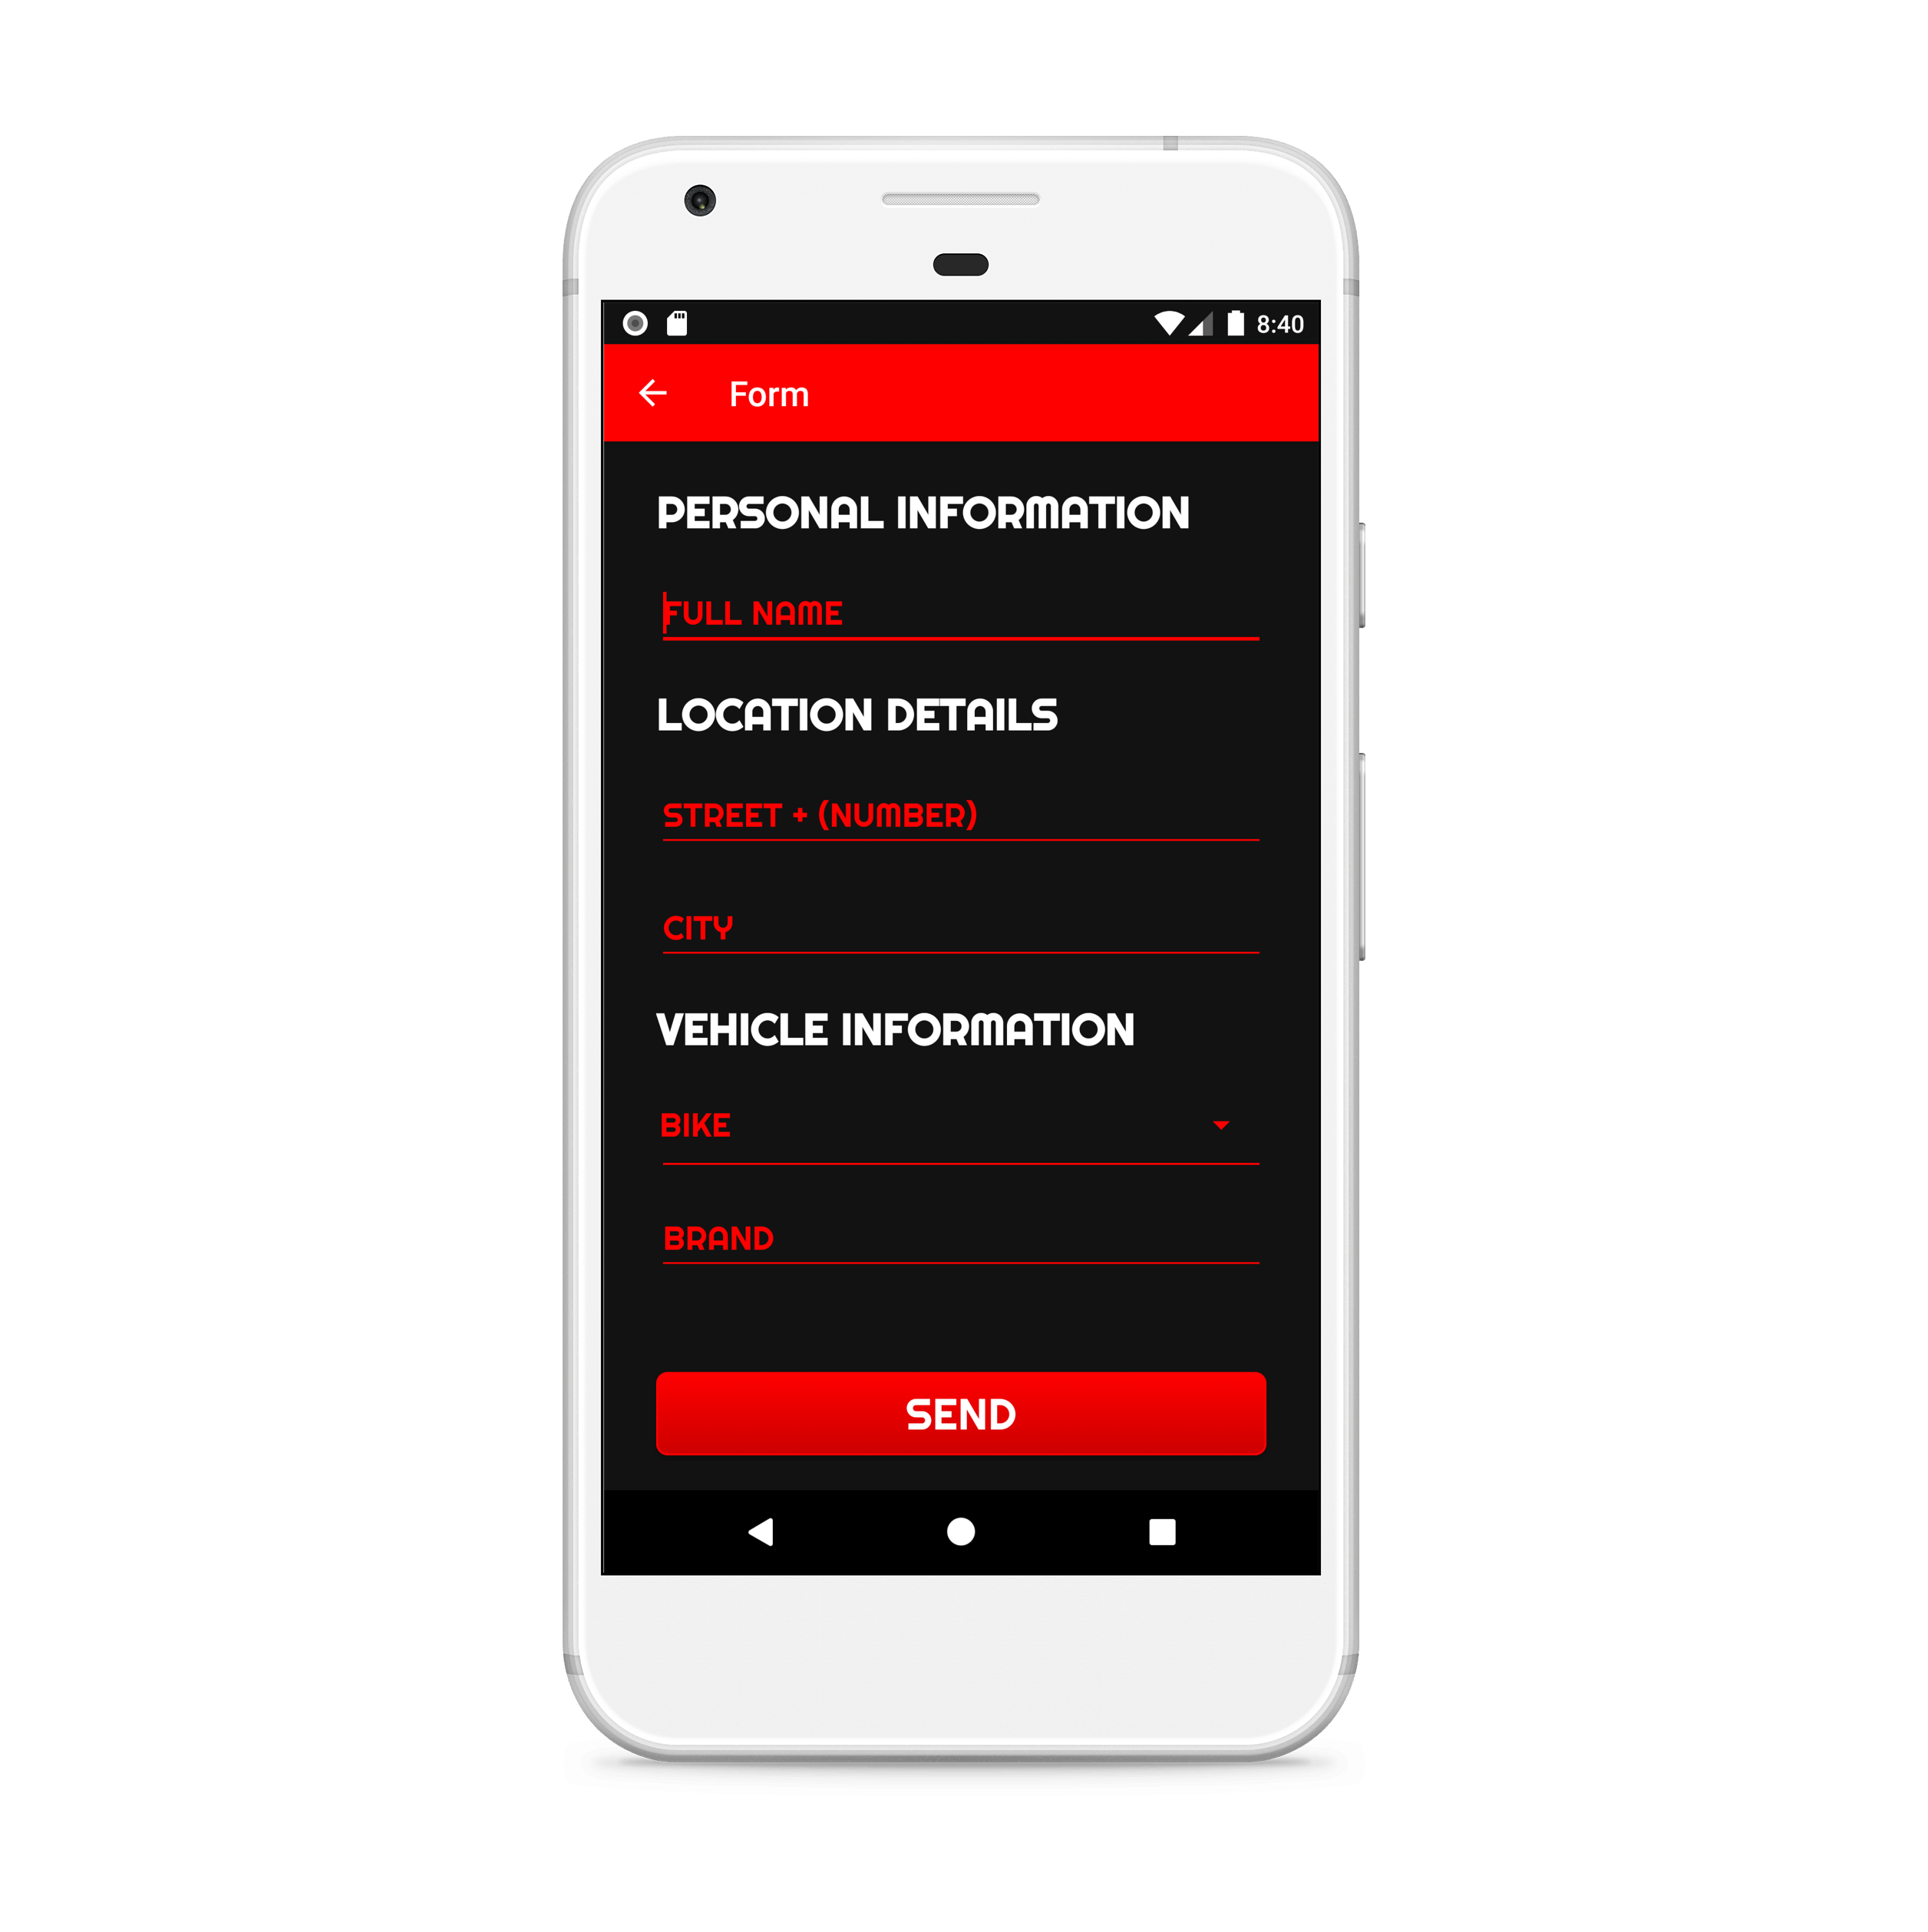 8:40
Form
PERSONAL INFORMATION
FULL NAME
LOCATION DETAILS
STREET + (NUMBER)
CITY
VEHICLE INFORMATION
BIKE
BRAND
SEND